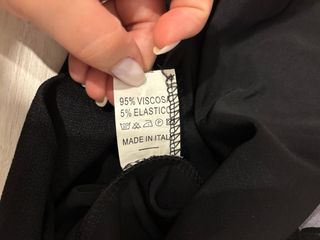 95% VISCOSA
5% ELASTICO
MADE IN ITALY